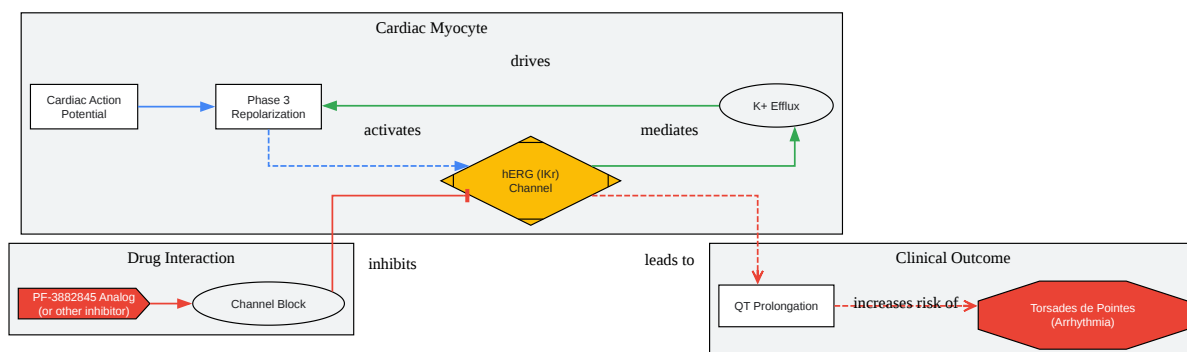 Cardiac Myocyte
drives
Cardiac Action
Potential
Phase 3
Repolarization
K+ Efflux
activates
mediates
hERG (IKr)
Channel
Drug Interaction
inhibits
leads to
Clinical Outcome
PF-3882845 Analog
(or other inhibitor)
Channel Block
QT Prolongation
increases risk of
Torsades de Pointes
(Arrhythmia)